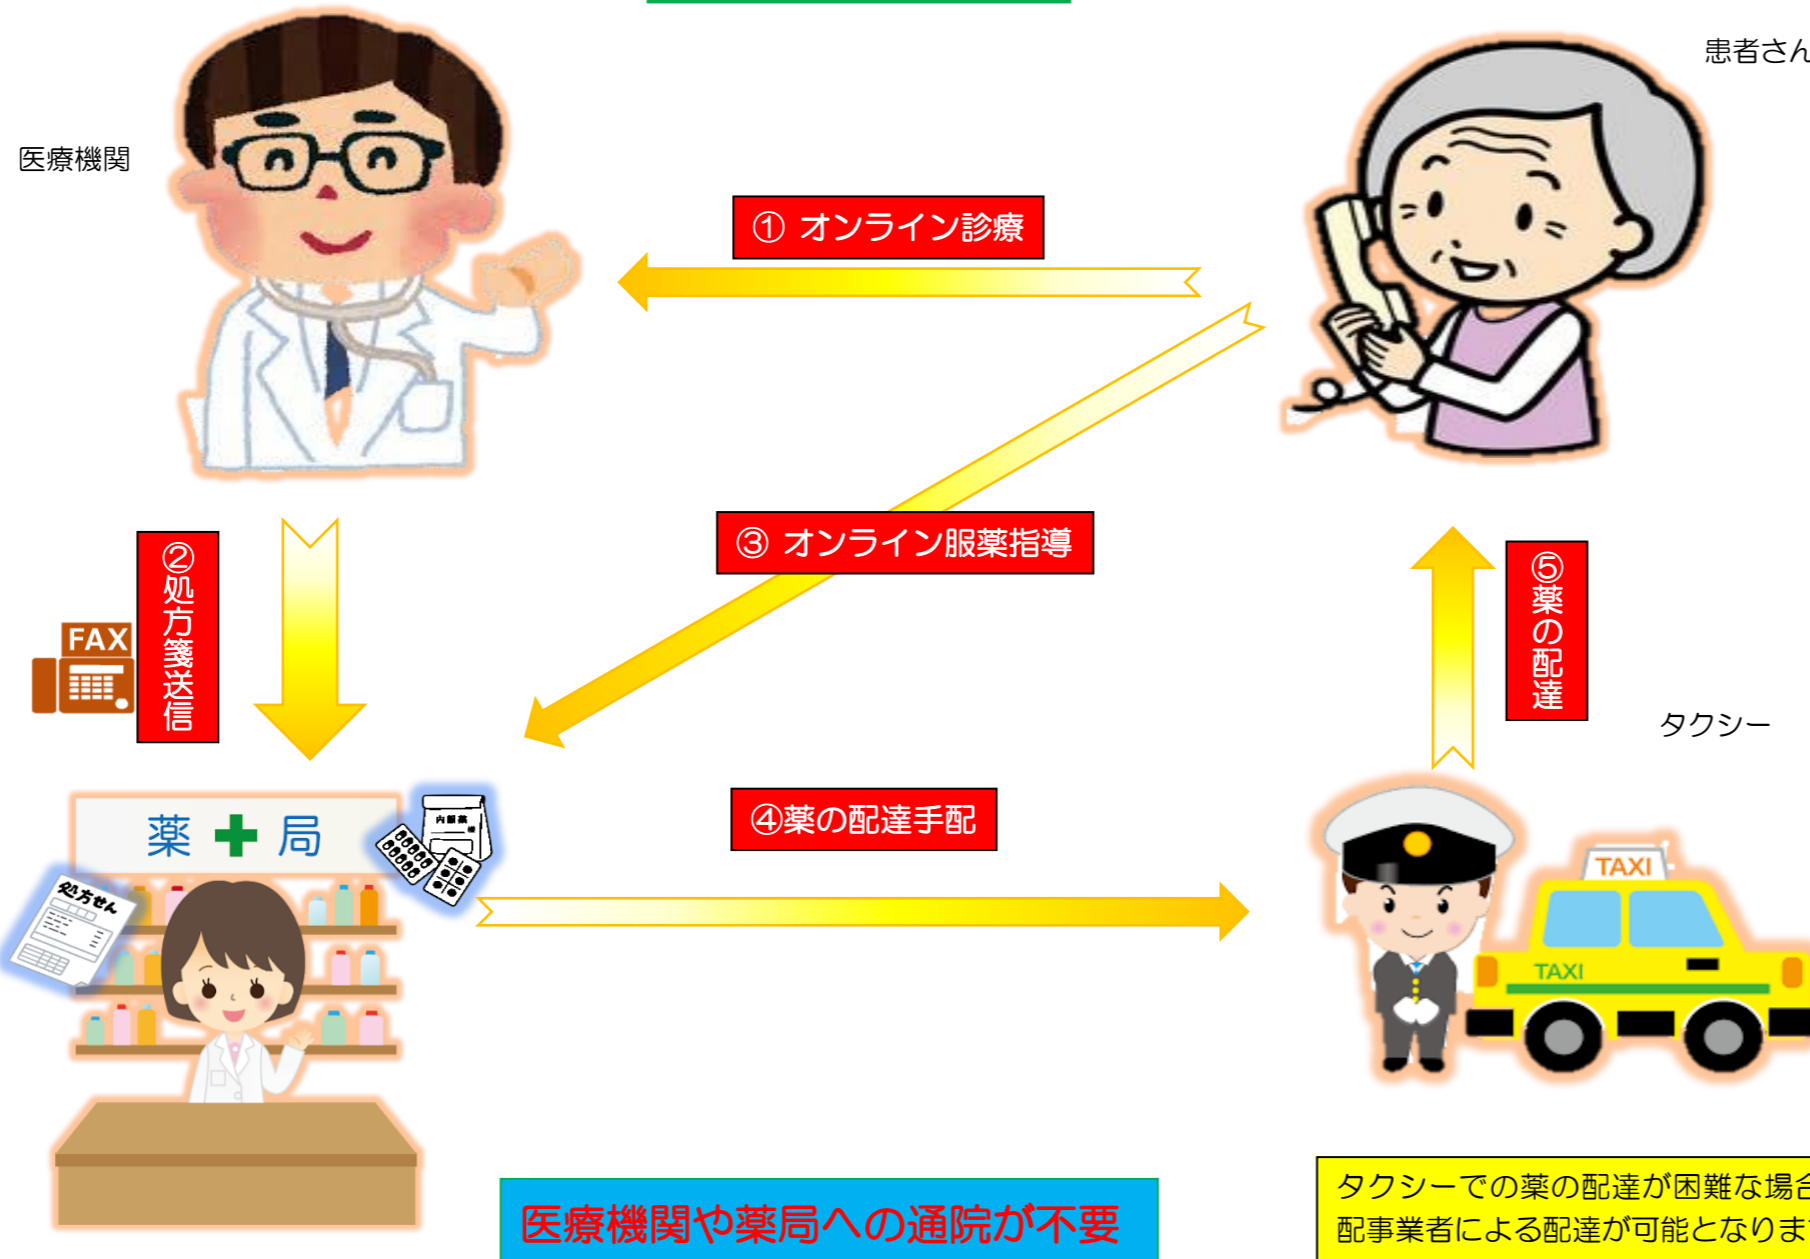 患者さん
医療機関
① オンライン診療
②処方箋送信
FAX
③ オンライン服薬指導
⑤薬の配達
タクシー
④薬の配達手配
薬 局
内服薬
様
処方せん
TAXI
TAXI
医療機関や薬局への通院が不要
タクシーでの薬の配達が困難な場合
配事業者による配達が可能となりま